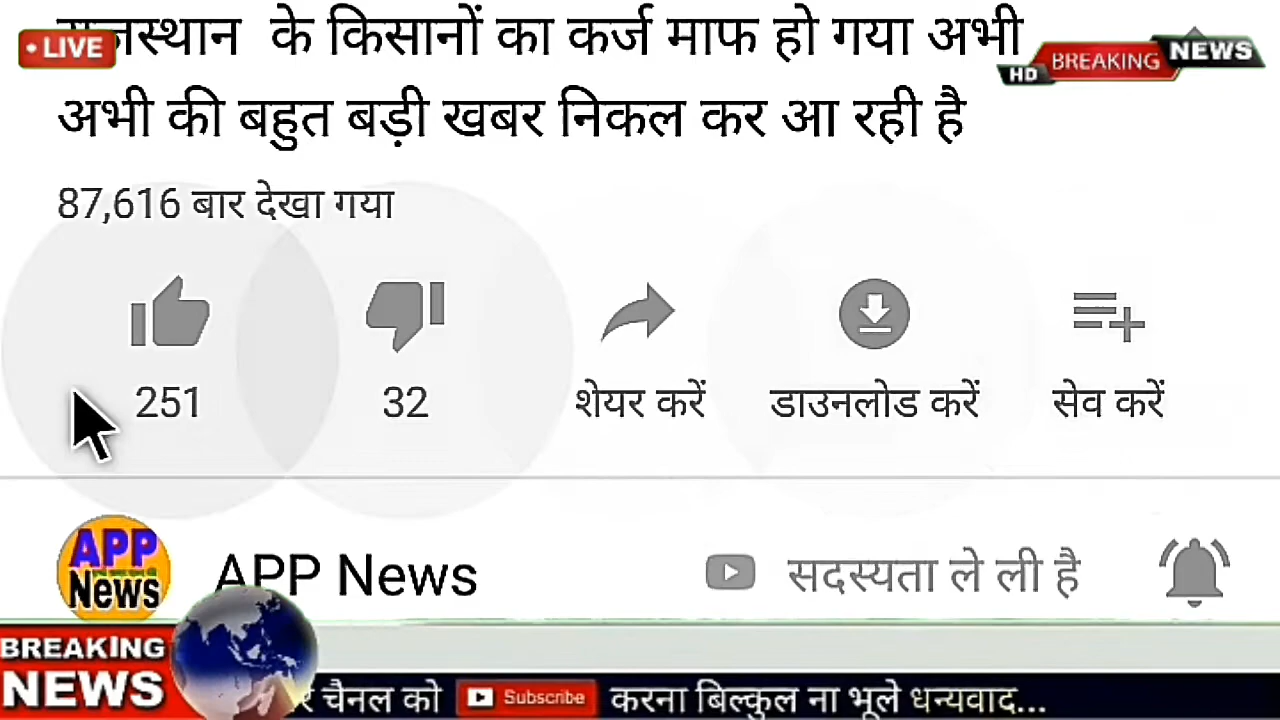 के किसानों का कर्ज माफ हो गया अभी
LIVE
HD BREAKING NEWS
अभी की बहुत बड़ी खबर निकल कर आ रही है
87,616 बार देखा गया
251 32 शेयर करें डाउनलोड करें सेव करें
APP News
APP News सदस्यता ले ली है
BREAKING
NEWS
चैनल को Subscribe करना बिल्कुल ना भूले धन्यवाद...